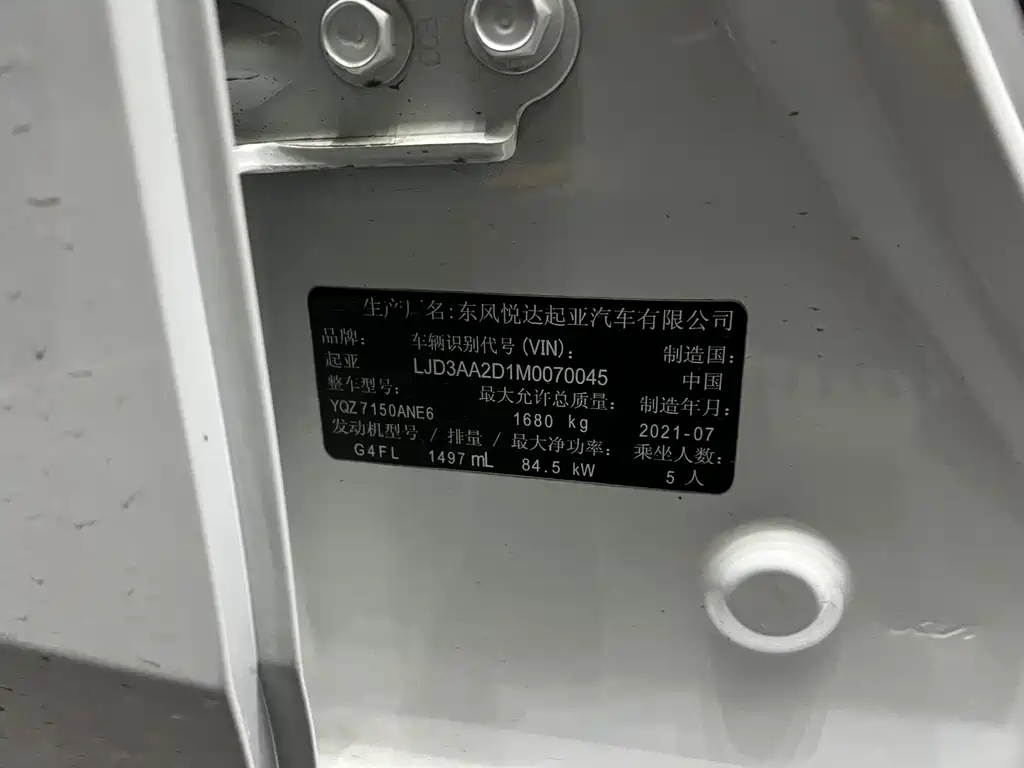 生产厂名:东风悦达起亚汽车有限公司
品牌: 车辆识别代号(VIN): 制造国:
起亚 LJD3AA2D1M0070045 中国
整车型号: 最大允许总质量: 制造年月:
YQZ7150ANE6 1680 kg 2021-07
发动机型号 / 排量 / 最大净功率: 乘坐人数:
G4FL 1497mL 84.5 kW 5 人